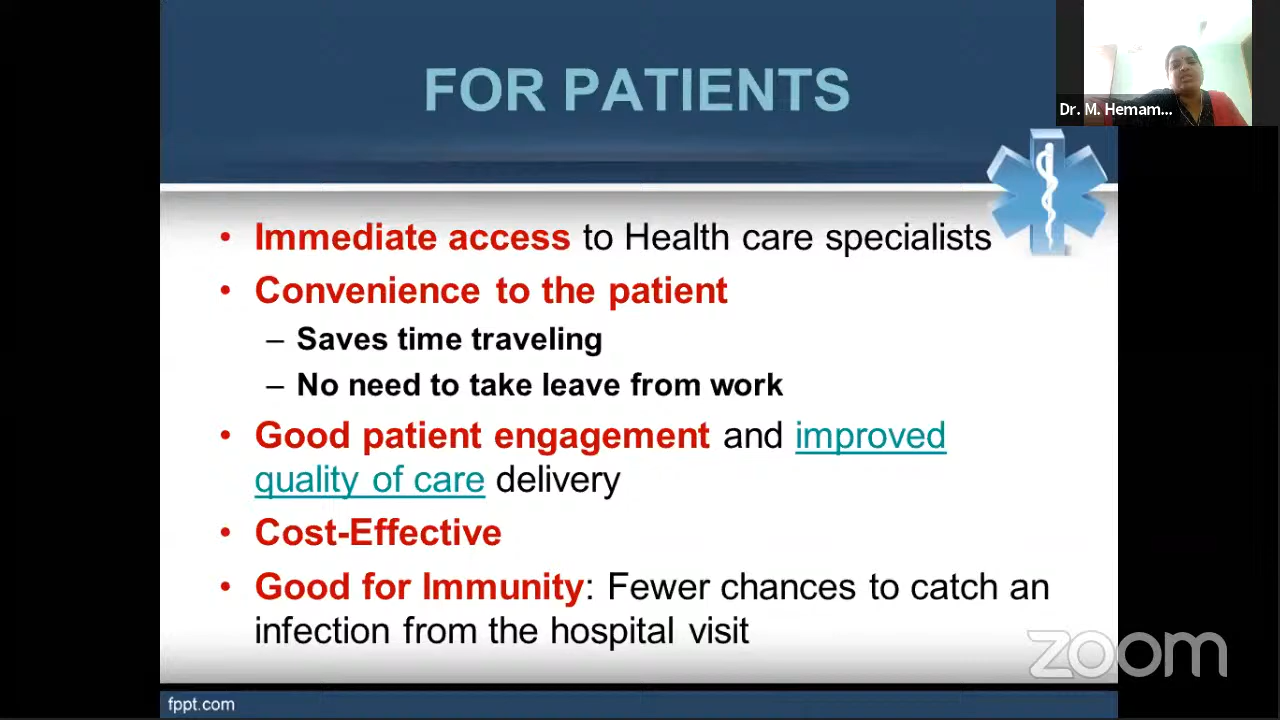 FOR PATIENTS
Dr. M. Hemam...
• Immediate access to Health care specialists
• Convenience to the patient
– Saves time traveling
– No need to take leave from work
• Good patient engagement and improved
quality of care delivery
• Cost-Effective
• Good for Immunity: Fewer chances to catch an
infection from the hospital visit
zoom
fppt.com